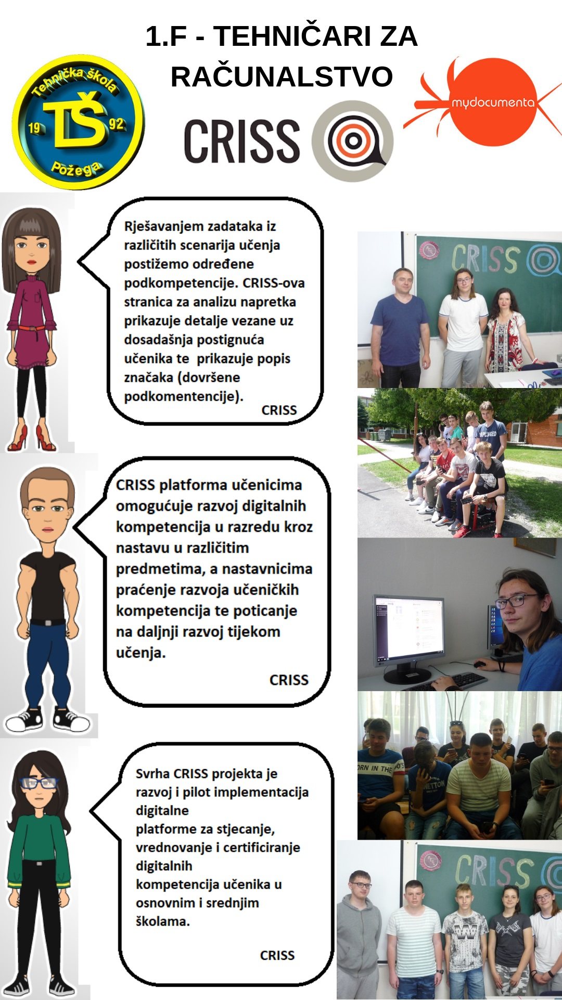 1.F - TEHNIČARI ZA
RAČUNALSTVO
Tehnička škola
TŠ
19 92
Požega
CRISS
mydocumenta
Rješavanjem zadataka iz
različitih scenarija učenja
postižemo određene
podkompetencije. CRISS-ova
stranica za analizu napretka
prikazuje detalje vezane uz
dosadašnja postignuća
učenika te  prikazuje popis
značaka (dovršene
podkomentencije).
CRISS
CRISS
UNPLUGGED
CRISS platforma učenicima
omogućuje razvoj digitalnih
kompetencija u razredu kroz
nastavu u različitim
predmetima, a nastavnicima
praćenje razvoja učeničkih
kompetencija te poticanje
na daljnji razvoj tijekom
učenja.
CRISS
ORN IN THE
Svrha CRISS projekta je
razvoj i pilot implementacija
digitalne
platforme za stjecanje,
vrednovanje i certificiranje
digitalnih
kompetencija učenika u
osnovnim i srednjim
školama.
CRISS
CRISS